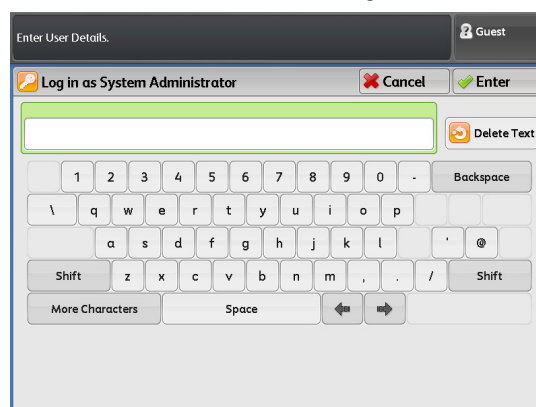 Enter User Details.
Guest
Log in as System Administrator
Cancel
Enter
Delete Text
1 2 3 4 5 6 7 8 9 0 - Backspace
\ q w e r t y u i o p
a s d f g h j k l ' @
Shift z x c v b n m , . / Shift
More Characters Space